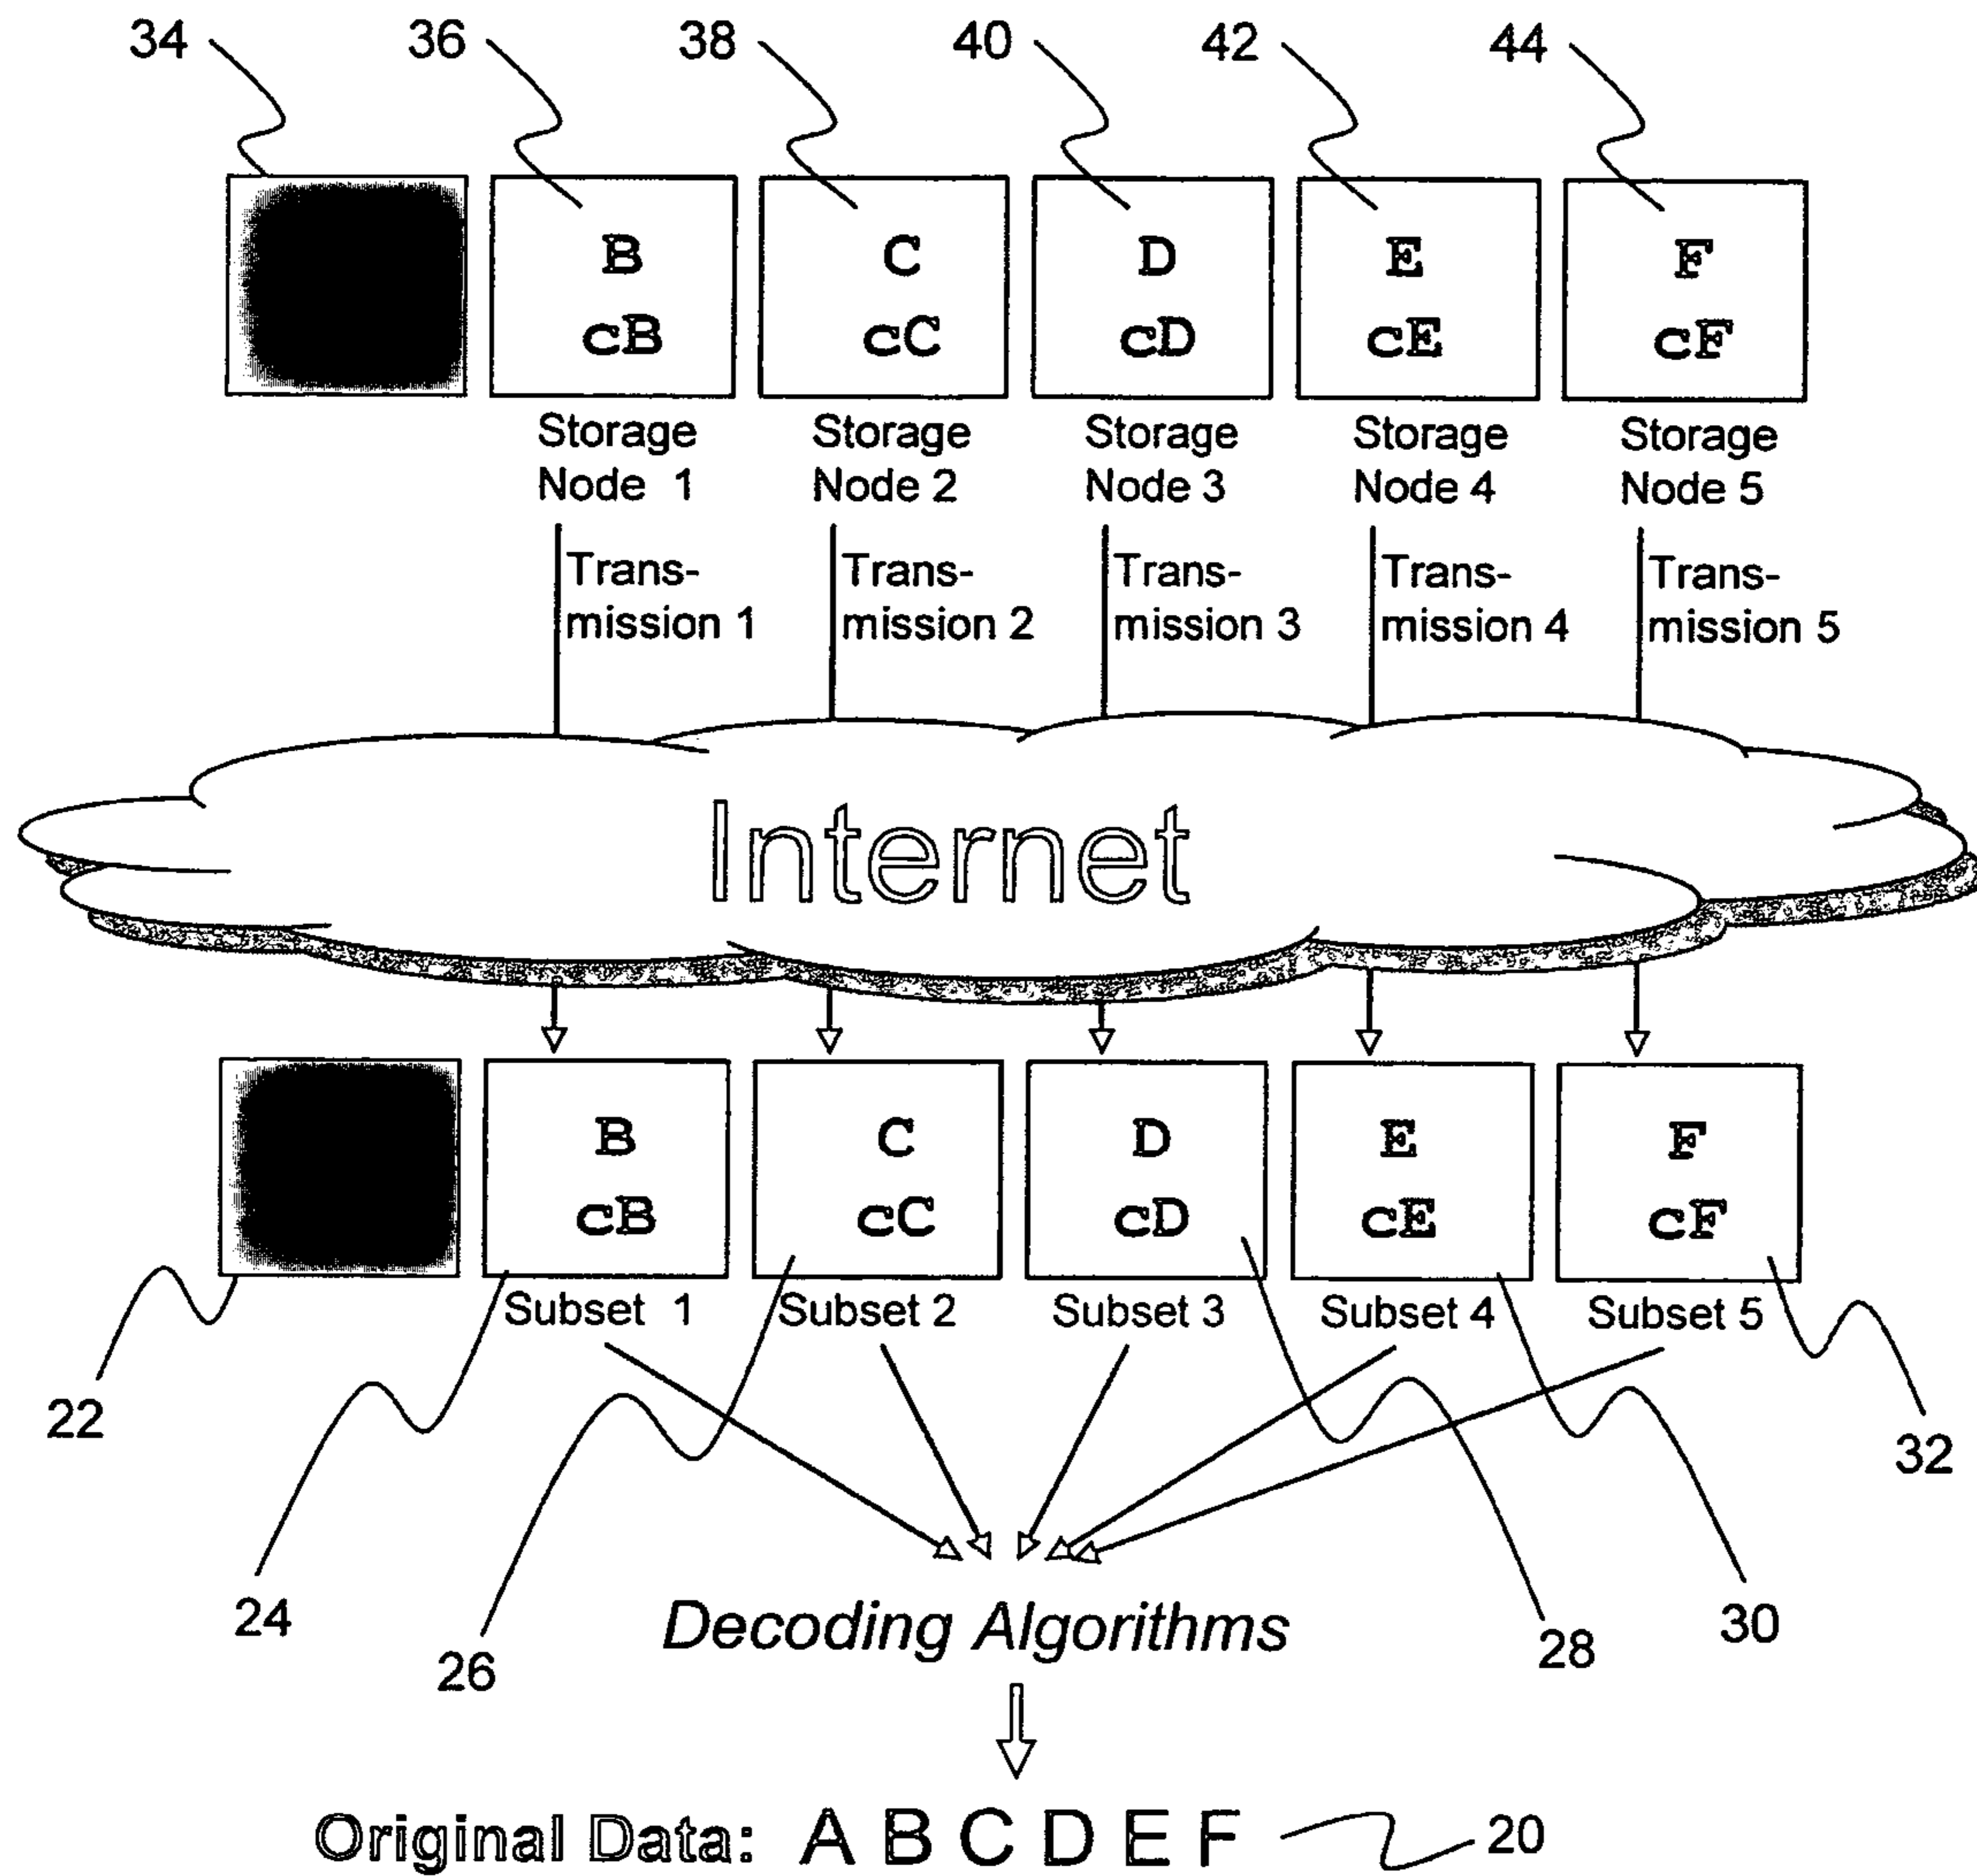 34 36 38 40 42 44
B C D E F
cB cC cD cE cF
Storage Storage Storage Storage Storage
Node 1 Node 2 Node 3 Node 4 Node 5
Trans- Trans- Trans- Trans- Trans-
mission 1 mission 2 mission 3 mission 4 mission 5
Internet
B C D E F
cB cC cD cE cF
Subset 1 Subset 2 Subset 3 Subset 4 Subset 5
22
32
24
Decoding Algorithms
30
26
28
Original Data: A B C D E F 20